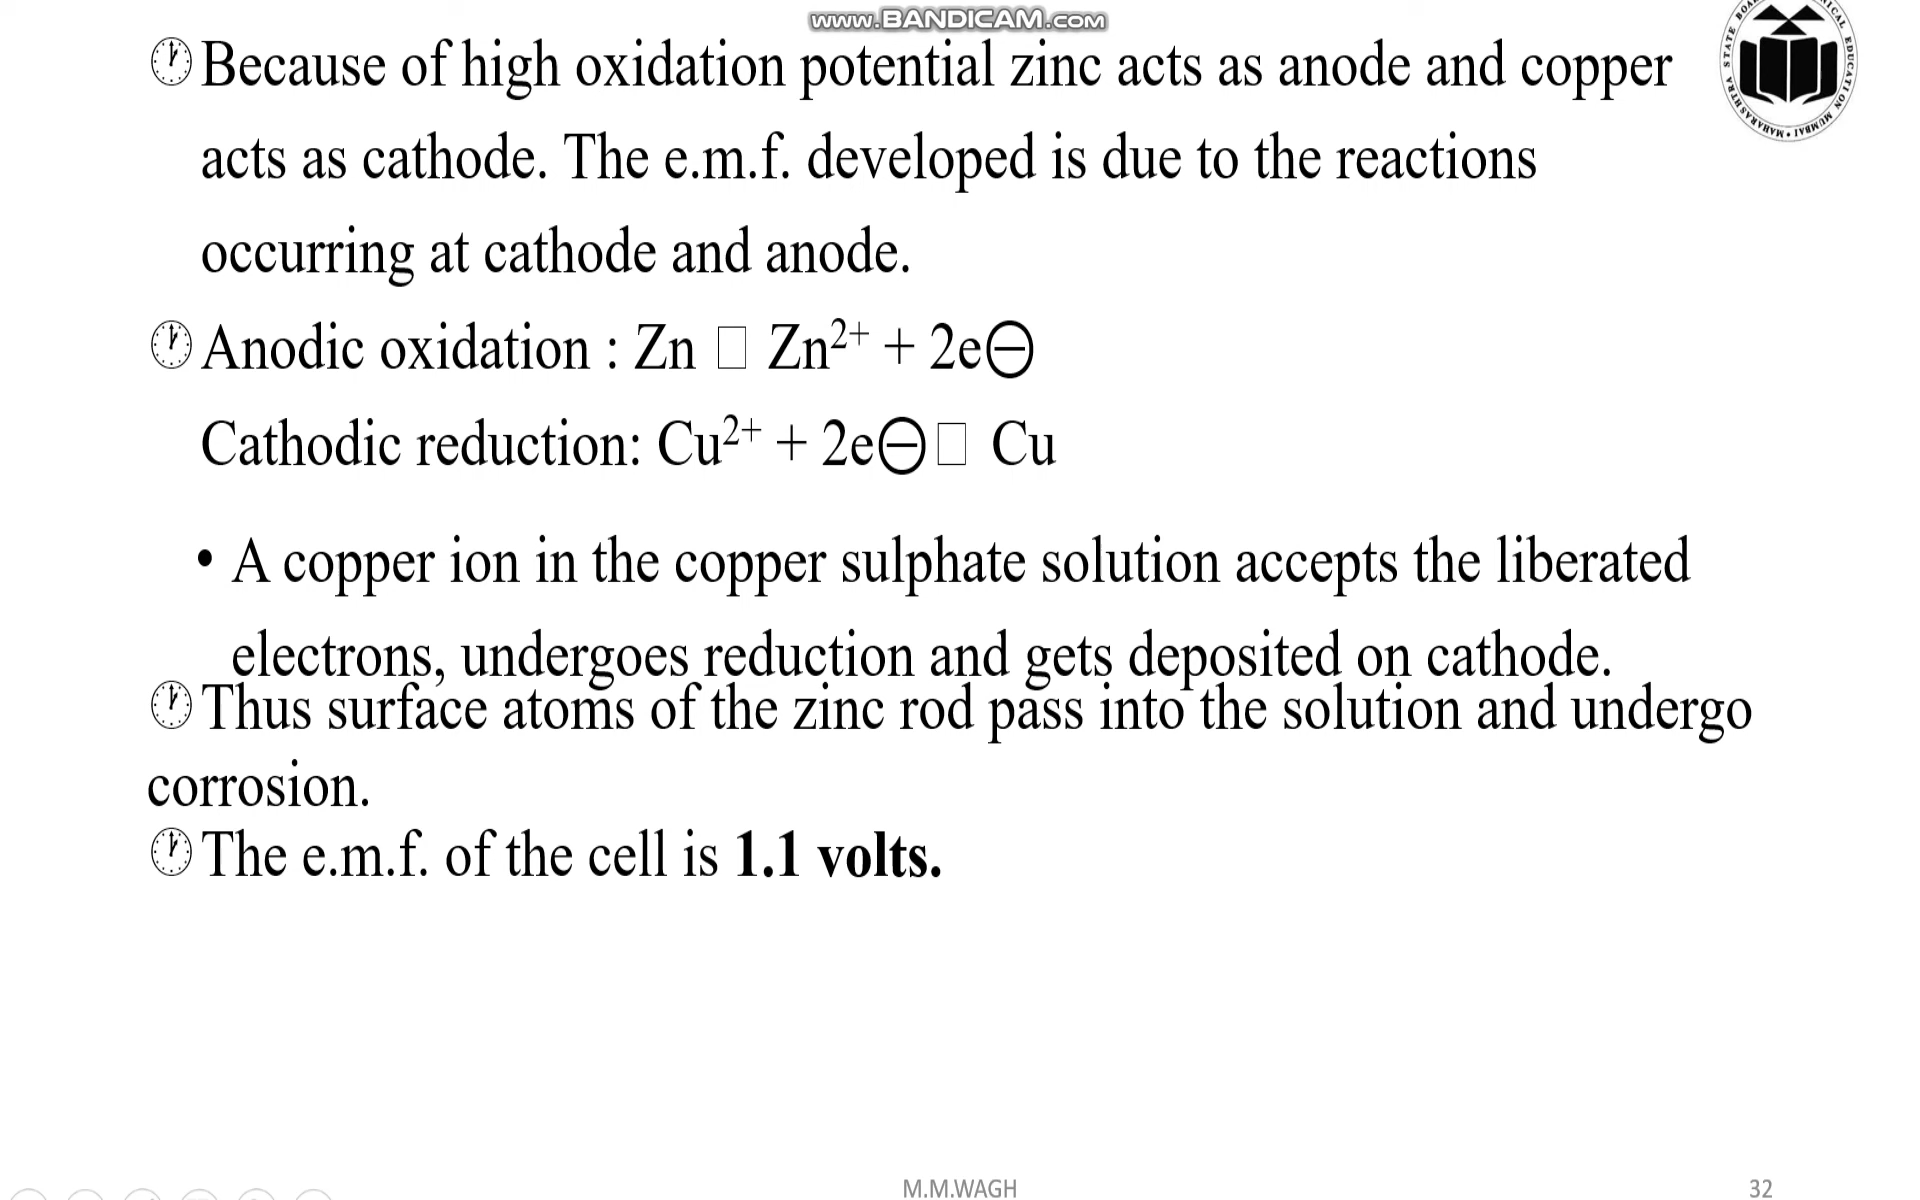 www.BANDICAM.com
Because of high oxidation potential zinc acts as anode and copper
acts as cathode. The e.m.f. developed is due to the reactions
occurring at cathode and anode.
Anodic oxidation : Zn □ Zn²⁺ + 2e⊖
Cathodic reduction: Cu²⁺ + 2e⊖□ Cu
• A copper ion in the copper sulphate solution accepts the liberated
electrons, undergoes reduction and gets deposited on cathode.
Thus surface atoms of the zinc rod pass into the solution and undergo
corrosion.
The e.m.f. of the cell is 1.1 volts.
MAHARASHTRA STATE EDUCATION MUMBAI
M.M.WAGH
32